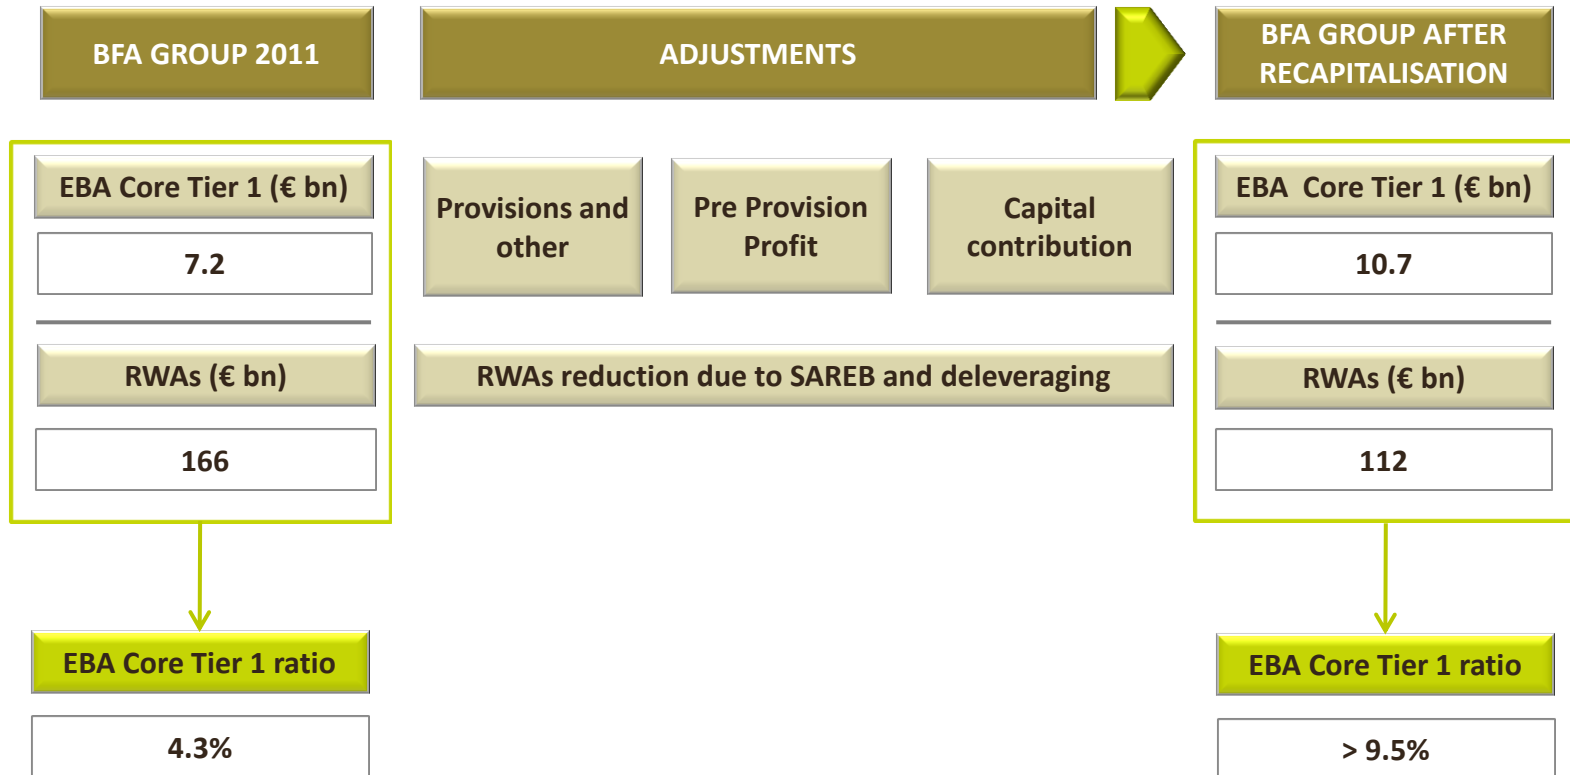 BFA GROUP 2011
ADJUSTMENTS
BFA GROUP AFTER
RECAPITALISATION
EBA Core Tier 1 (€ bn)
7.2
RWAs (€ bn)
166
EBA Core Tier 1 ratio
4.3%
Provisions and
other
Pre Provision
Profit
Capital
contribution
RWAs reduction due to SAREB and deleveraging
EBA  Core Tier 1 (€ bn)
10.7
RWAs (€ bn)
112
EBA Core Tier 1 ratio
> 9.5%